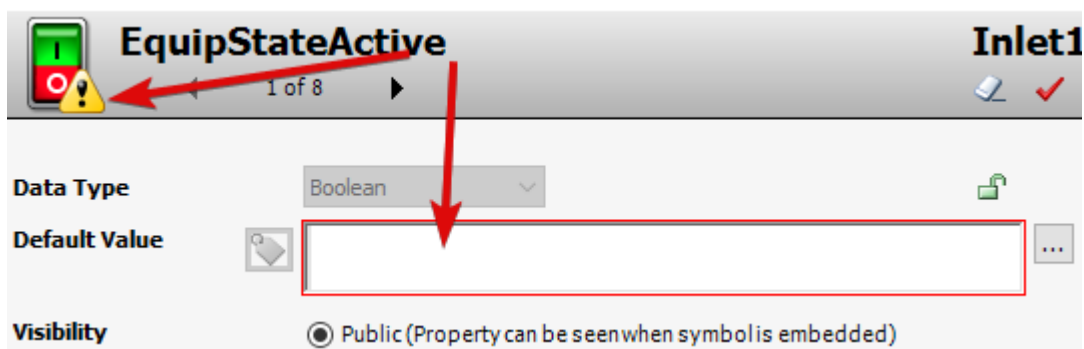 EquipStateActive Inlet1
1 of 8
Data Type Boolean
Default Value ...
Visibility Public (Property can be seen when symbol is embedded)